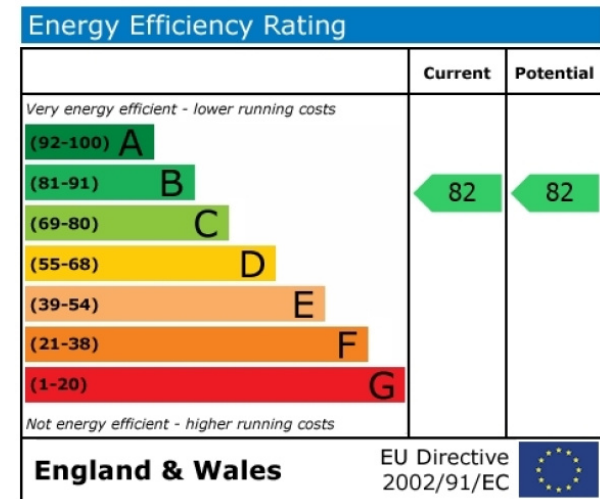 Energy Efficiency Rating
Current Potential
Very energy efficient - lower running costs
(92-100) A
(81-91) B
82 82
(69-80) C
(55-68) D
(39-54) E
(21-38) F
(1-20) G
Not energy efficient - higher running costs
England & Wales
EU Directive
2002/91/EC